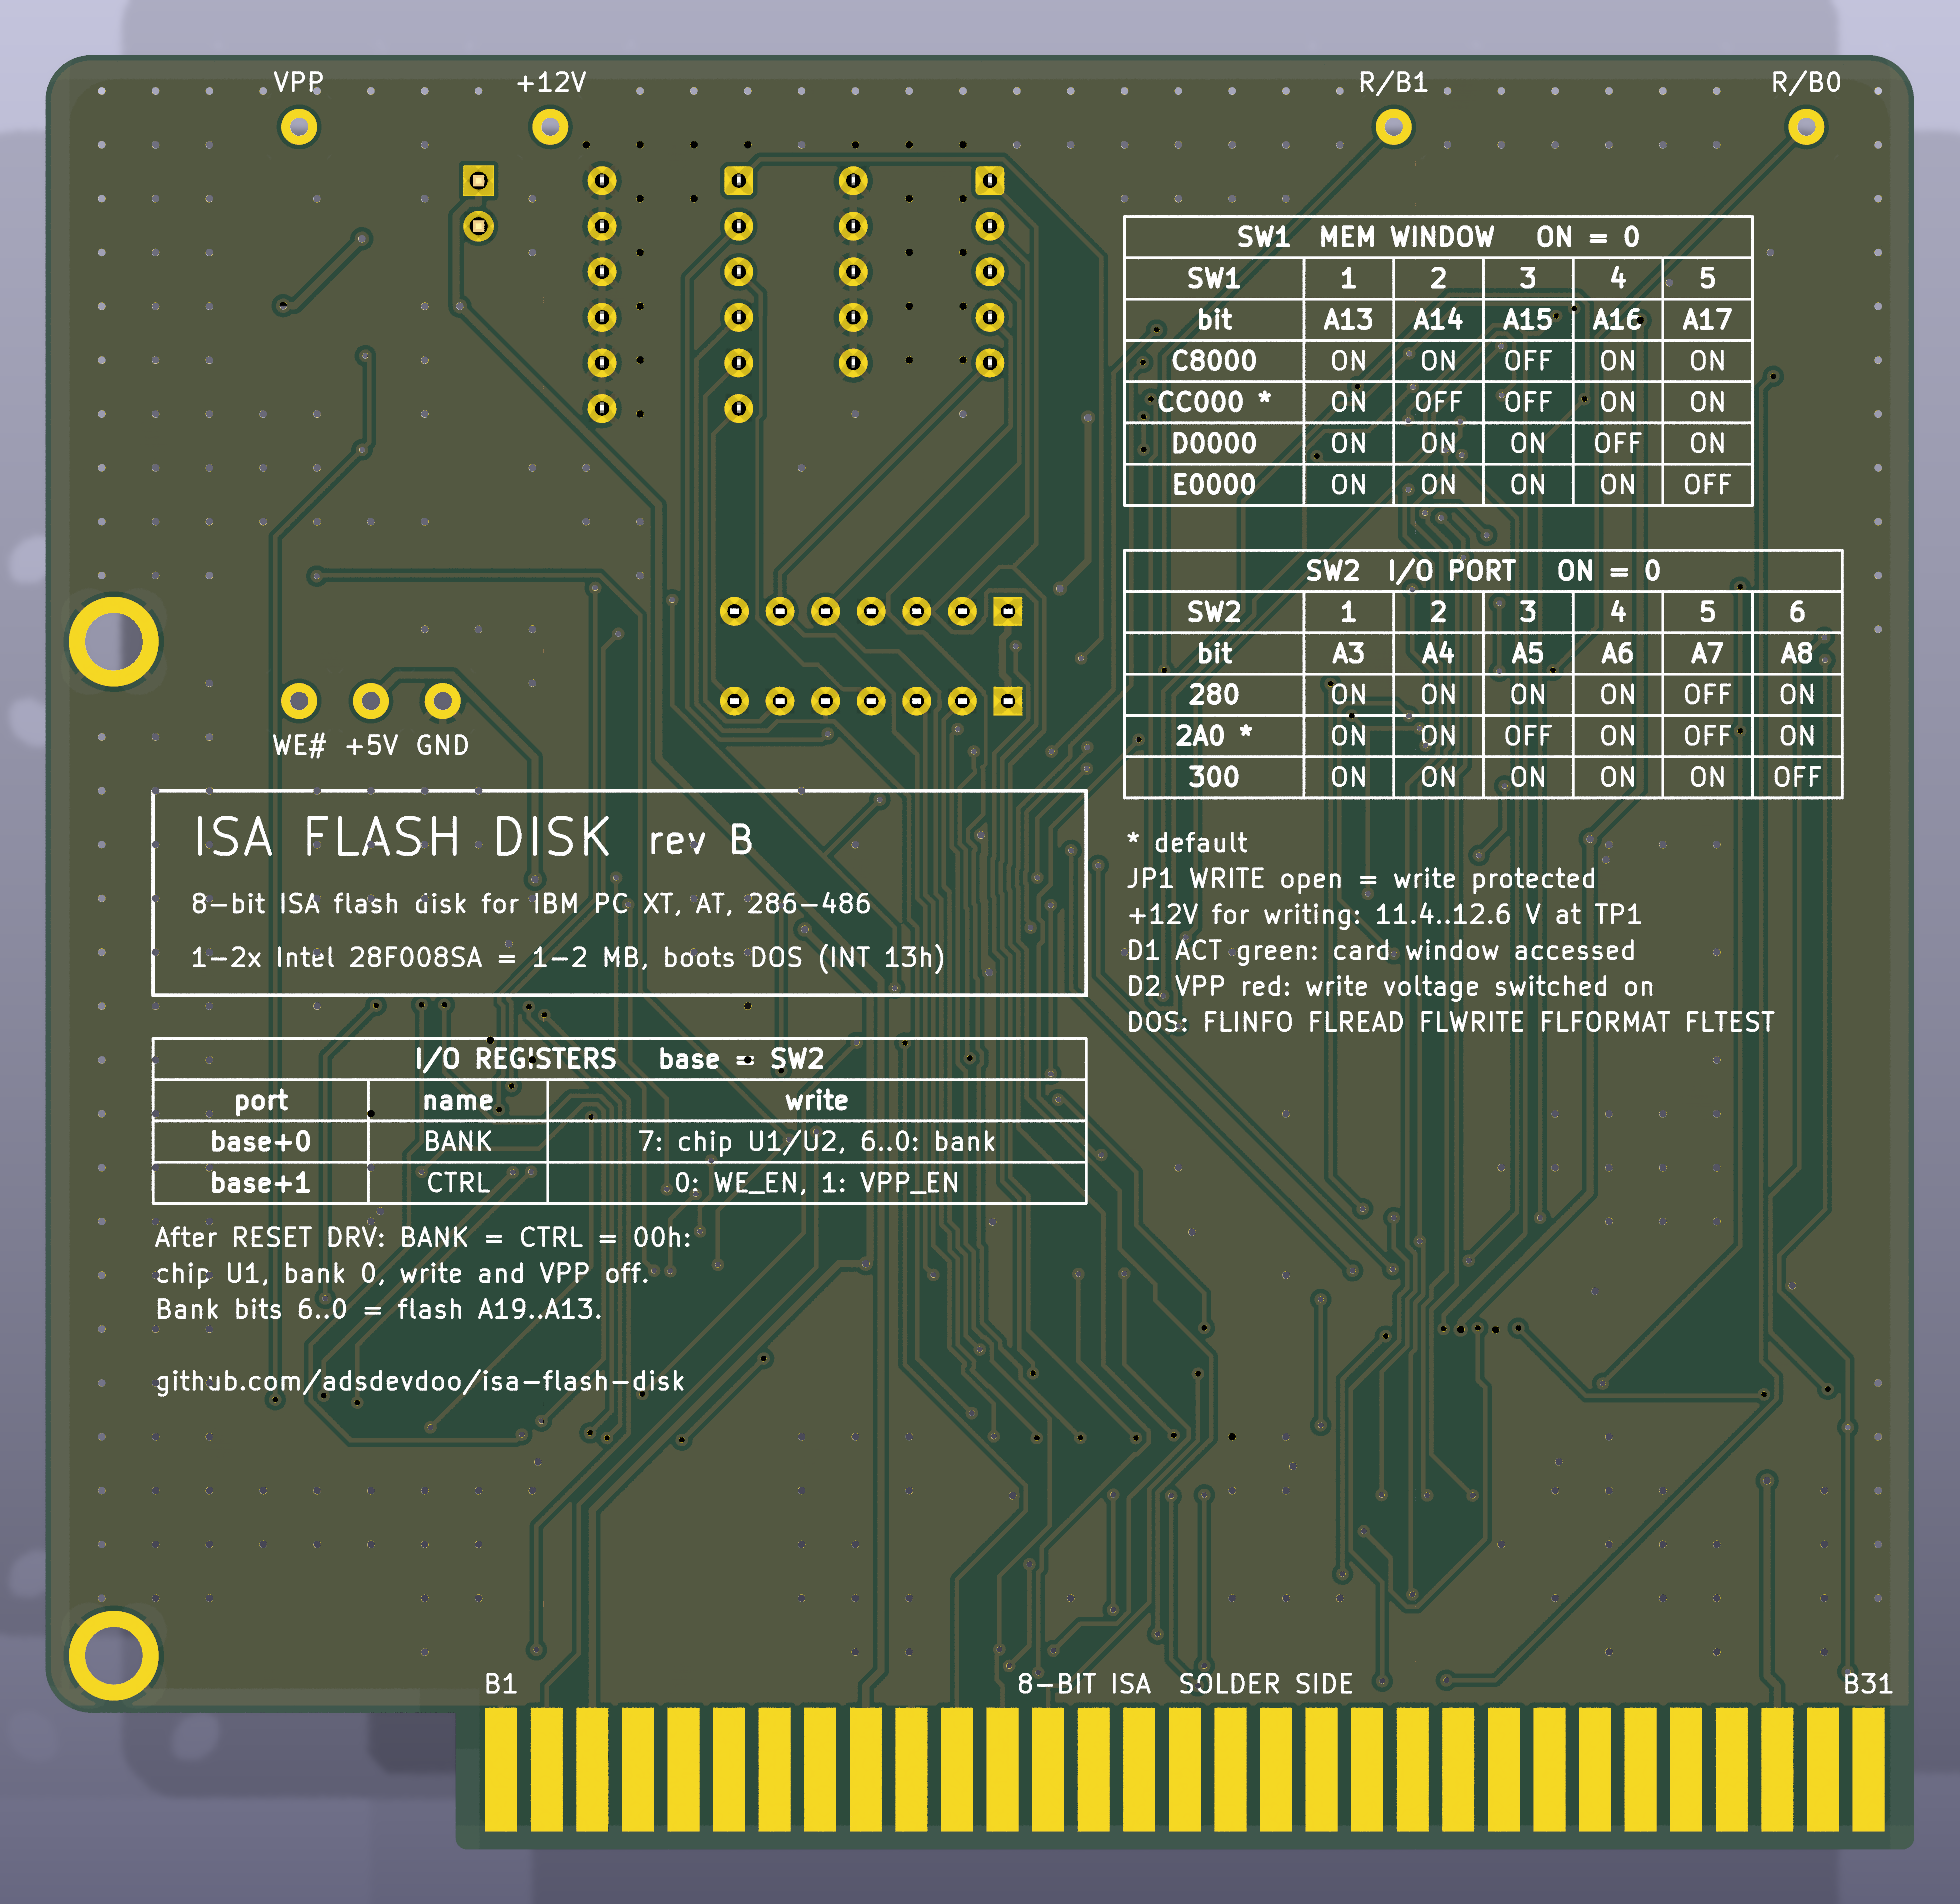 VPP +12V R/B1 R/B0
SW1 MEM WINDOW ON = 0
SW1 1 2 3 4 5
bit A13 A14 A15 A16 A17
C8000 ON ON OFF ON ON
CC000 * ON OFF OFF ON ON
D0000 ON ON ON OFF ON
E0000 ON ON ON ON OFF
SW2 I/O PORT ON = 0
SW2 1 2 3 4 5 6
bit A3 A4 A5 A6 A7 A8
280 ON ON ON ON OFF ON
2A0 * ON ON OFF ON OFF ON
300 ON ON ON ON ON OFF
* default
JP1 WRITE open = write protected
+12V for writing: 11.4..12.6 V at TP1
D1 ACT green: card window accessed
D2 VPP red: write voltage switched on
DOS: FLINFO FLREAD FLWRITE FLFORMAT FLTEST
WE# +5V GND
ISA FLASH DISK rev B
8-bit ISA flash disk for IBM PC XT, AT, 286-486
1-2x Intel 28F008SA = 1-2 MB, boots DOS (INT 13h)
I/O REGISTERS base = SW2
port name write
base+0 BANK 7: chip U1/U2, 6..0: bank
base+1 CTRL 0: WE_EN, 1: VPP_EN
After RESET DRV: BANK = CTRL = 00h:
chip U1, bank 0, write and VPP off.
Bank bits 6..0 = flash A19..A13.
github.com/adsdevdoo/isa-flash-disk
B1 8-BIT ISA SOLDER SIDE B31